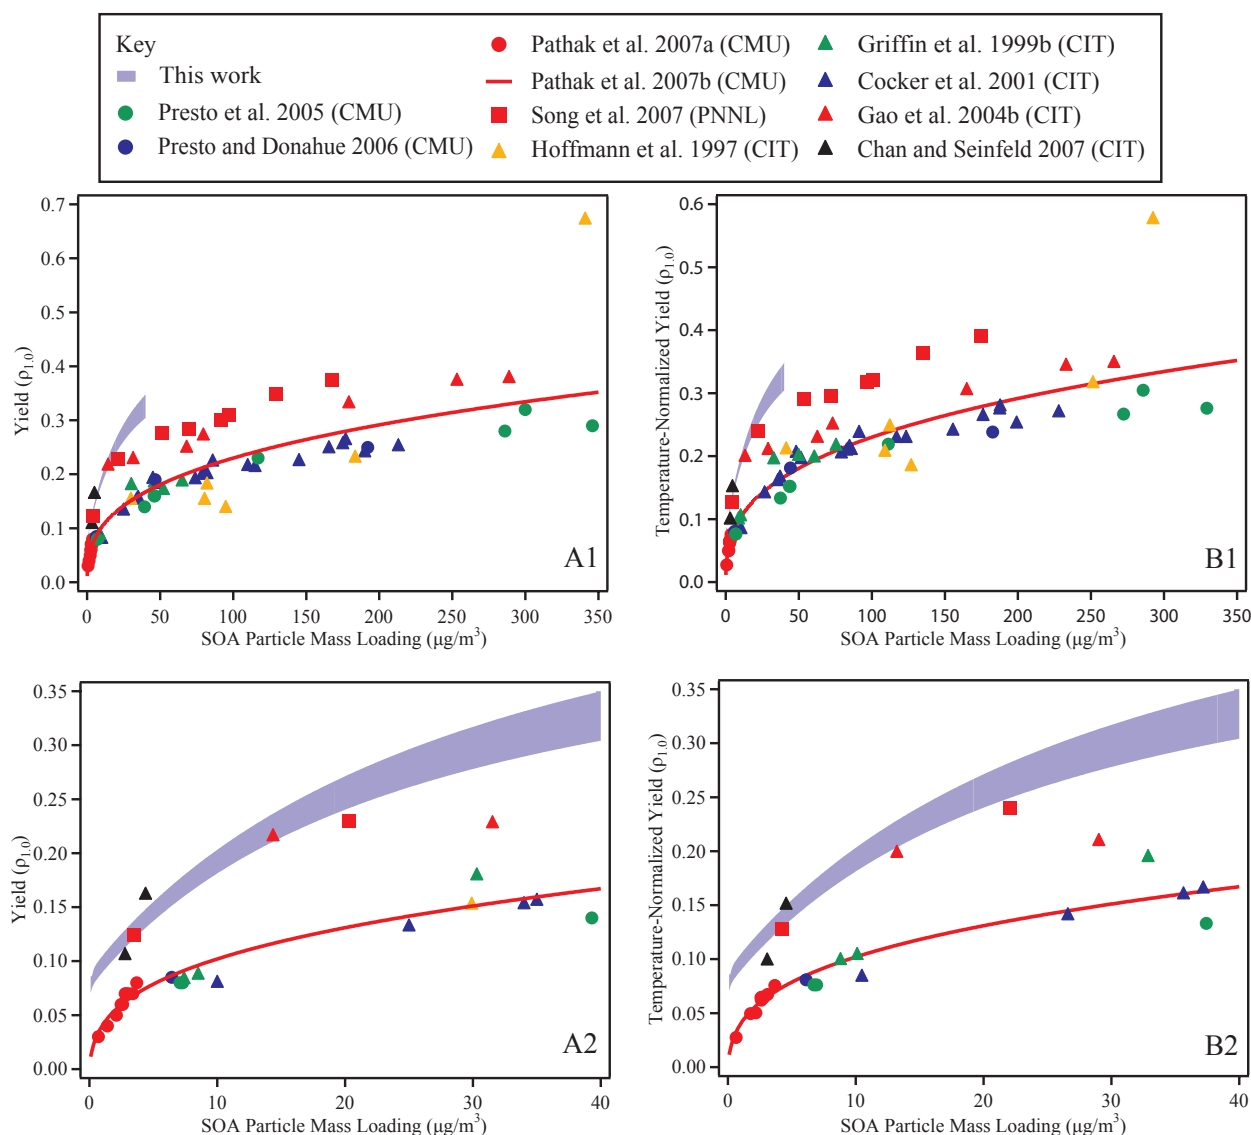 Key
This work
Presto et al. 2005 (CMU)
Presto and Donahue 2006 (CMU)
Pathak et al. 2007a (CMU)
Pathak et al. 2007b (CMU)
Song et al. 2007 (PNNL)
Hoffmann et al. 1997 (CIT)
Griffin et al. 1999b (CIT)
Cocker et al. 2001 (CIT)
Gao et al. 2004b (CIT)
Chan and Seinfeld 2007 (CIT)
Yield (ρ1.0)
0.7
0.6
0.5
0.4
0.3
0.2
0.1
0.0
A1
0 50 100 150 200 250 300 350
SOA Particle Mass Loading (μg/m³)
Temperature-Normalized Yield (ρ1.0)
0.6
0.5
0.4
0.3
0.2
0.1
0.0
B1
0 50 100 150 200 250 300 350
SOA Particle Mass Loading (μg/m³)
Yield (ρ1.0)
0.35
0.30
0.25
0.20
0.15
0.10
0.05
0.00
A2
0 10 20 30 40
SOA Particle Mass Loading (μg/m³)
Temperature-Normalized Yield (ρ1.0)
0.35
0.30
0.25
0.20
0.15
0.10
0.05
0.00
B2
0 10 20 30 40
SOA Particle Mass Loading (μg/m³)